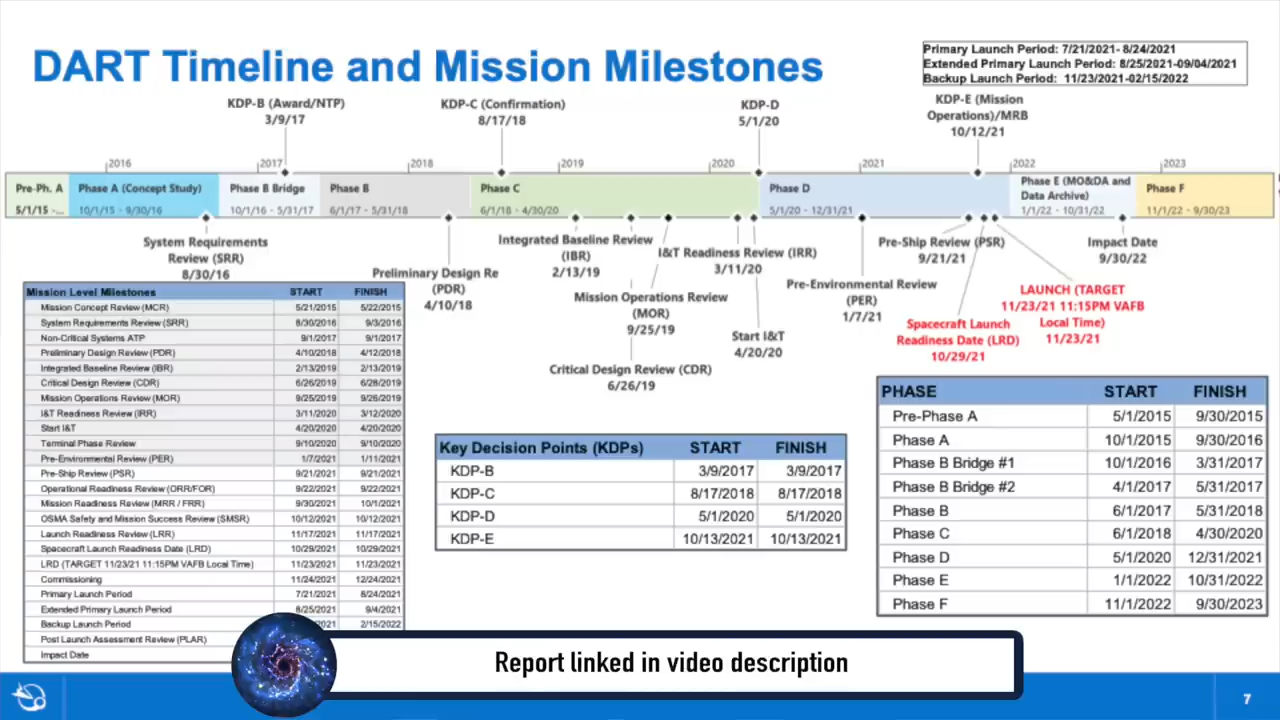 DART Timeline and Mission Milestones
Primary Launch Period: 7/21/2021- 8/24/2021
Extended Primary Launch Period: 8/25/2021-09/04/2021
Backup Launch Period: 11/23/2021-02/15/2022
KDP-B (Award/NTP)
3/9/17
KDP-C (Confirmation)
8/17/18
KDP-D
5/1/20
KDP-E (Mission
Operations)/MRB
10/12/21
2016 2017 2018 2019 2020 2021 2022 2023
Pre-Ph. A
5/1/15 -...
Phase A (Concept Study)
10/1/15 - 9/30/16
Phase B Bridge
10/1/16 - 5/31/17
Phase B
6/1/17 - 5/31/18
Phase C
6/1/18 - 4/30/20
Phase D
5/1/20 - 12/31/21
Phase E (MO&DA and
Data Archive)
1/1/22 - 10/31/22
Phase F
11/1/22 - 9/30/23
System Requirements
Review (SRR)
8/30/16
Preliminary Design Re
(PDR)
4/10/18
Integrated Baseline Review
(IBR)
2/13/19
Mission Operations Review
(MOR)
9/25/19
Critical Design Review (CDR)
6/26/19
I&T Readiness Review (IRR)
3/11/20
Start I&T
4/20/20
Pre-Environmental Review
(PER)
1/7/21
Pre-Ship Review (PSR)
9/21/21
Spacecraft Launch
Readiness Date (LRD)
10/29/21
LAUNCH (TARGET
11/23/21 11:15PM VAFB
Local Time)
11/23/21
Impact Date
9/30/22
Mission Level Milestones START FINISH
Mission Concept Review (MCR) 5/21/2015 5/22/2015
System Requirements Review (SRR) 8/30/2016 9/3/2016
Non-Critical Systems ATP 9/1/2017 9/1/2017
Preliminary Design Review (PDR) 4/10/2018 4/12/2018
Integrated Baseline Review (IBR) 2/13/2019 2/13/2019
Critical Design Review (CDR) 6/26/2019 6/28/2019
Mission Operations Review (MOR) 9/25/2019 9/26/2019
I&T Readiness Review (IRR) 3/11/2020 3/12/2020
Start I&T 4/20/2020 4/20/2020
Terminal Phase Review 9/10/2020 9/10/2020
Pre-Environmental Review (PER) 1/7/2021 1/11/2021
Pre-Ship Review (PSR) 9/21/2021 9/21/2021
Operational Readiness Review (ORR/FOR) 9/22/2021 9/22/2021
Mission Readiness Review (MRR / FRR) 9/30/2021 10/1/2021
OSMA Safety and Mission Success Review (SMSR) 10/12/2021 10/12/2021
Launch Readiness Review (LRR) 11/17/2021 11/17/2021
Spacecraft Launch Readiness Date (LRD) 10/29/2021 10/29/2021
LRD (TARGET 11/23/21 11:15PM VAFB Local Time) 11/23/2021 11/23/2021
Commissioning 11/24/2021 12/24/2021
Primary Launch Period 7/21/2021 8/24/2021
Extended Primary Launch Period 8/25/2021 9/4/2021
Backup Launch Period 2021 2/15/2022
Post Launch Assessment Review (PLAR)
Impact Date
Key Decision Points (KDPs) START FINISH
KDP-B 3/9/2017 3/9/2017
KDP-C 8/17/2018 8/17/2018
KDP-D 5/1/2020 5/1/2020
KDP-E 10/13/2021 10/13/2021
PHASE START FINISH
Pre-Phase A 5/1/2015 9/30/2015
Phase A 10/1/2015 9/30/2016
Phase B Bridge #1 10/1/2016 3/31/2017
Phase B Bridge #2 4/1/2017 5/31/2017
Phase B 6/1/2017 5/31/2018
Phase C 6/1/2018 4/30/2020
Phase D 5/1/2020 12/31/2021
Phase E 1/1/2022 10/31/2022
Phase F 11/1/2022 9/30/2023
Report linked in video description
7